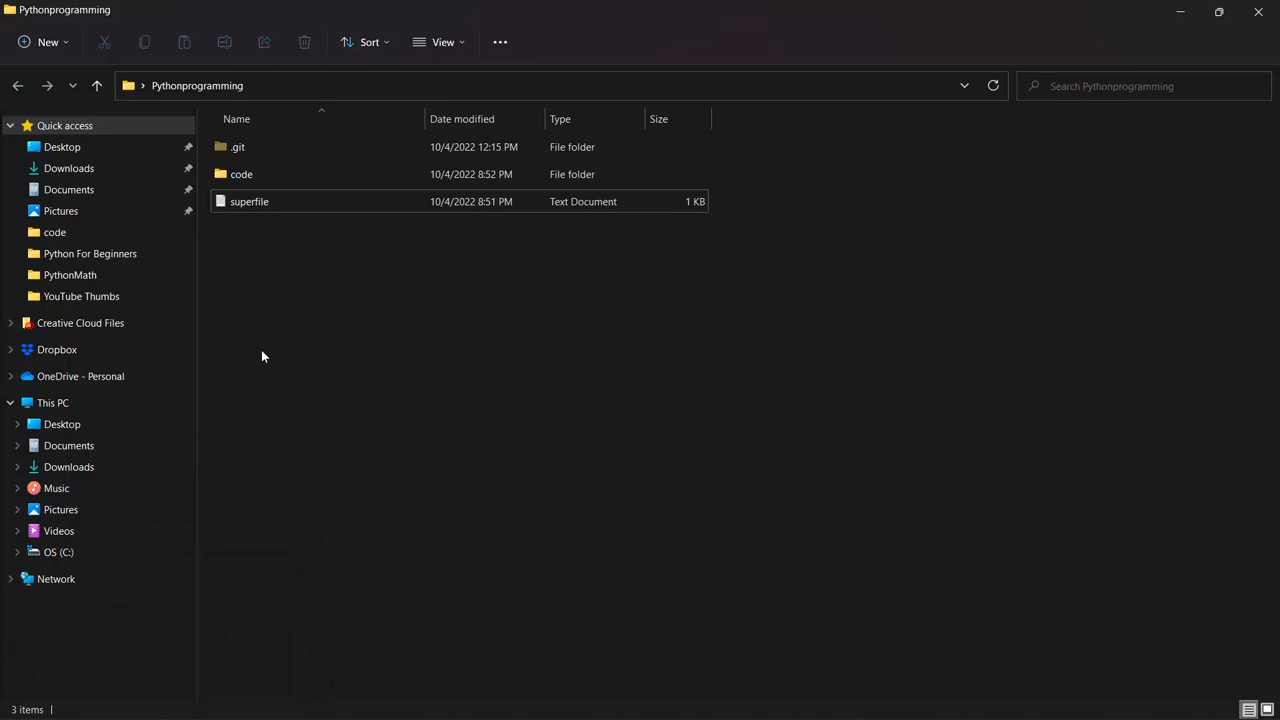 Pythonprogramming
New Sort View
Pythonprogramming Search Pythonprogramming
Quick access
Desktop
Downloads
Documents
Pictures
code
Python For Beginners
PythonMath
YouTube Thumbs
Creative Cloud Files
Dropbox
OneDrive - Personal
This PC
Desktop
Documents
Downloads
Music
Pictures
Videos
OS (C:)
Network
Name Date modified Type Size
.git 10/4/2022 12:15 PM File folder
code 10/4/2022 8:52 PM File folder
superfile 10/4/2022 8:51 PM Text Document 1 KB
3 items